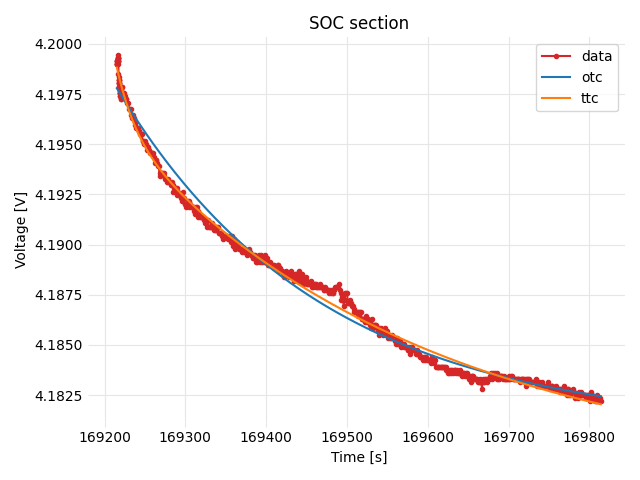 SOC section
4.2000
4.1975
4.1950
4.1925
4.1900
4.1875
4.1850
4.1825
Voltage [V]
data
otc
ttc
169200 169300 169400 169500 169600 169700 169800
Time [s]